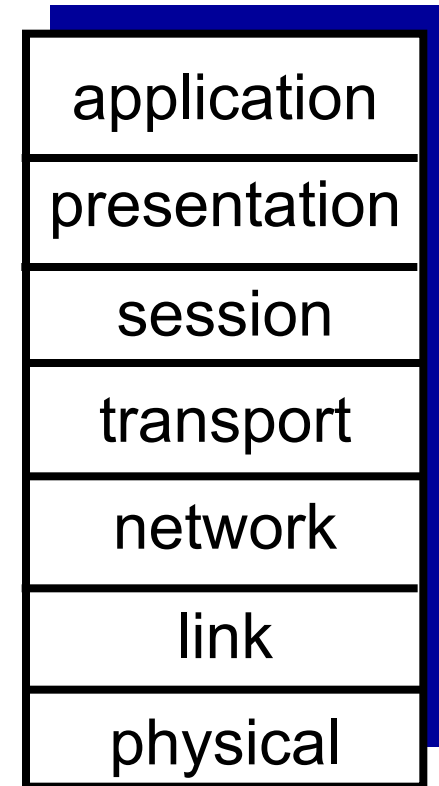 application
presentation
session
transport
network
link
physical